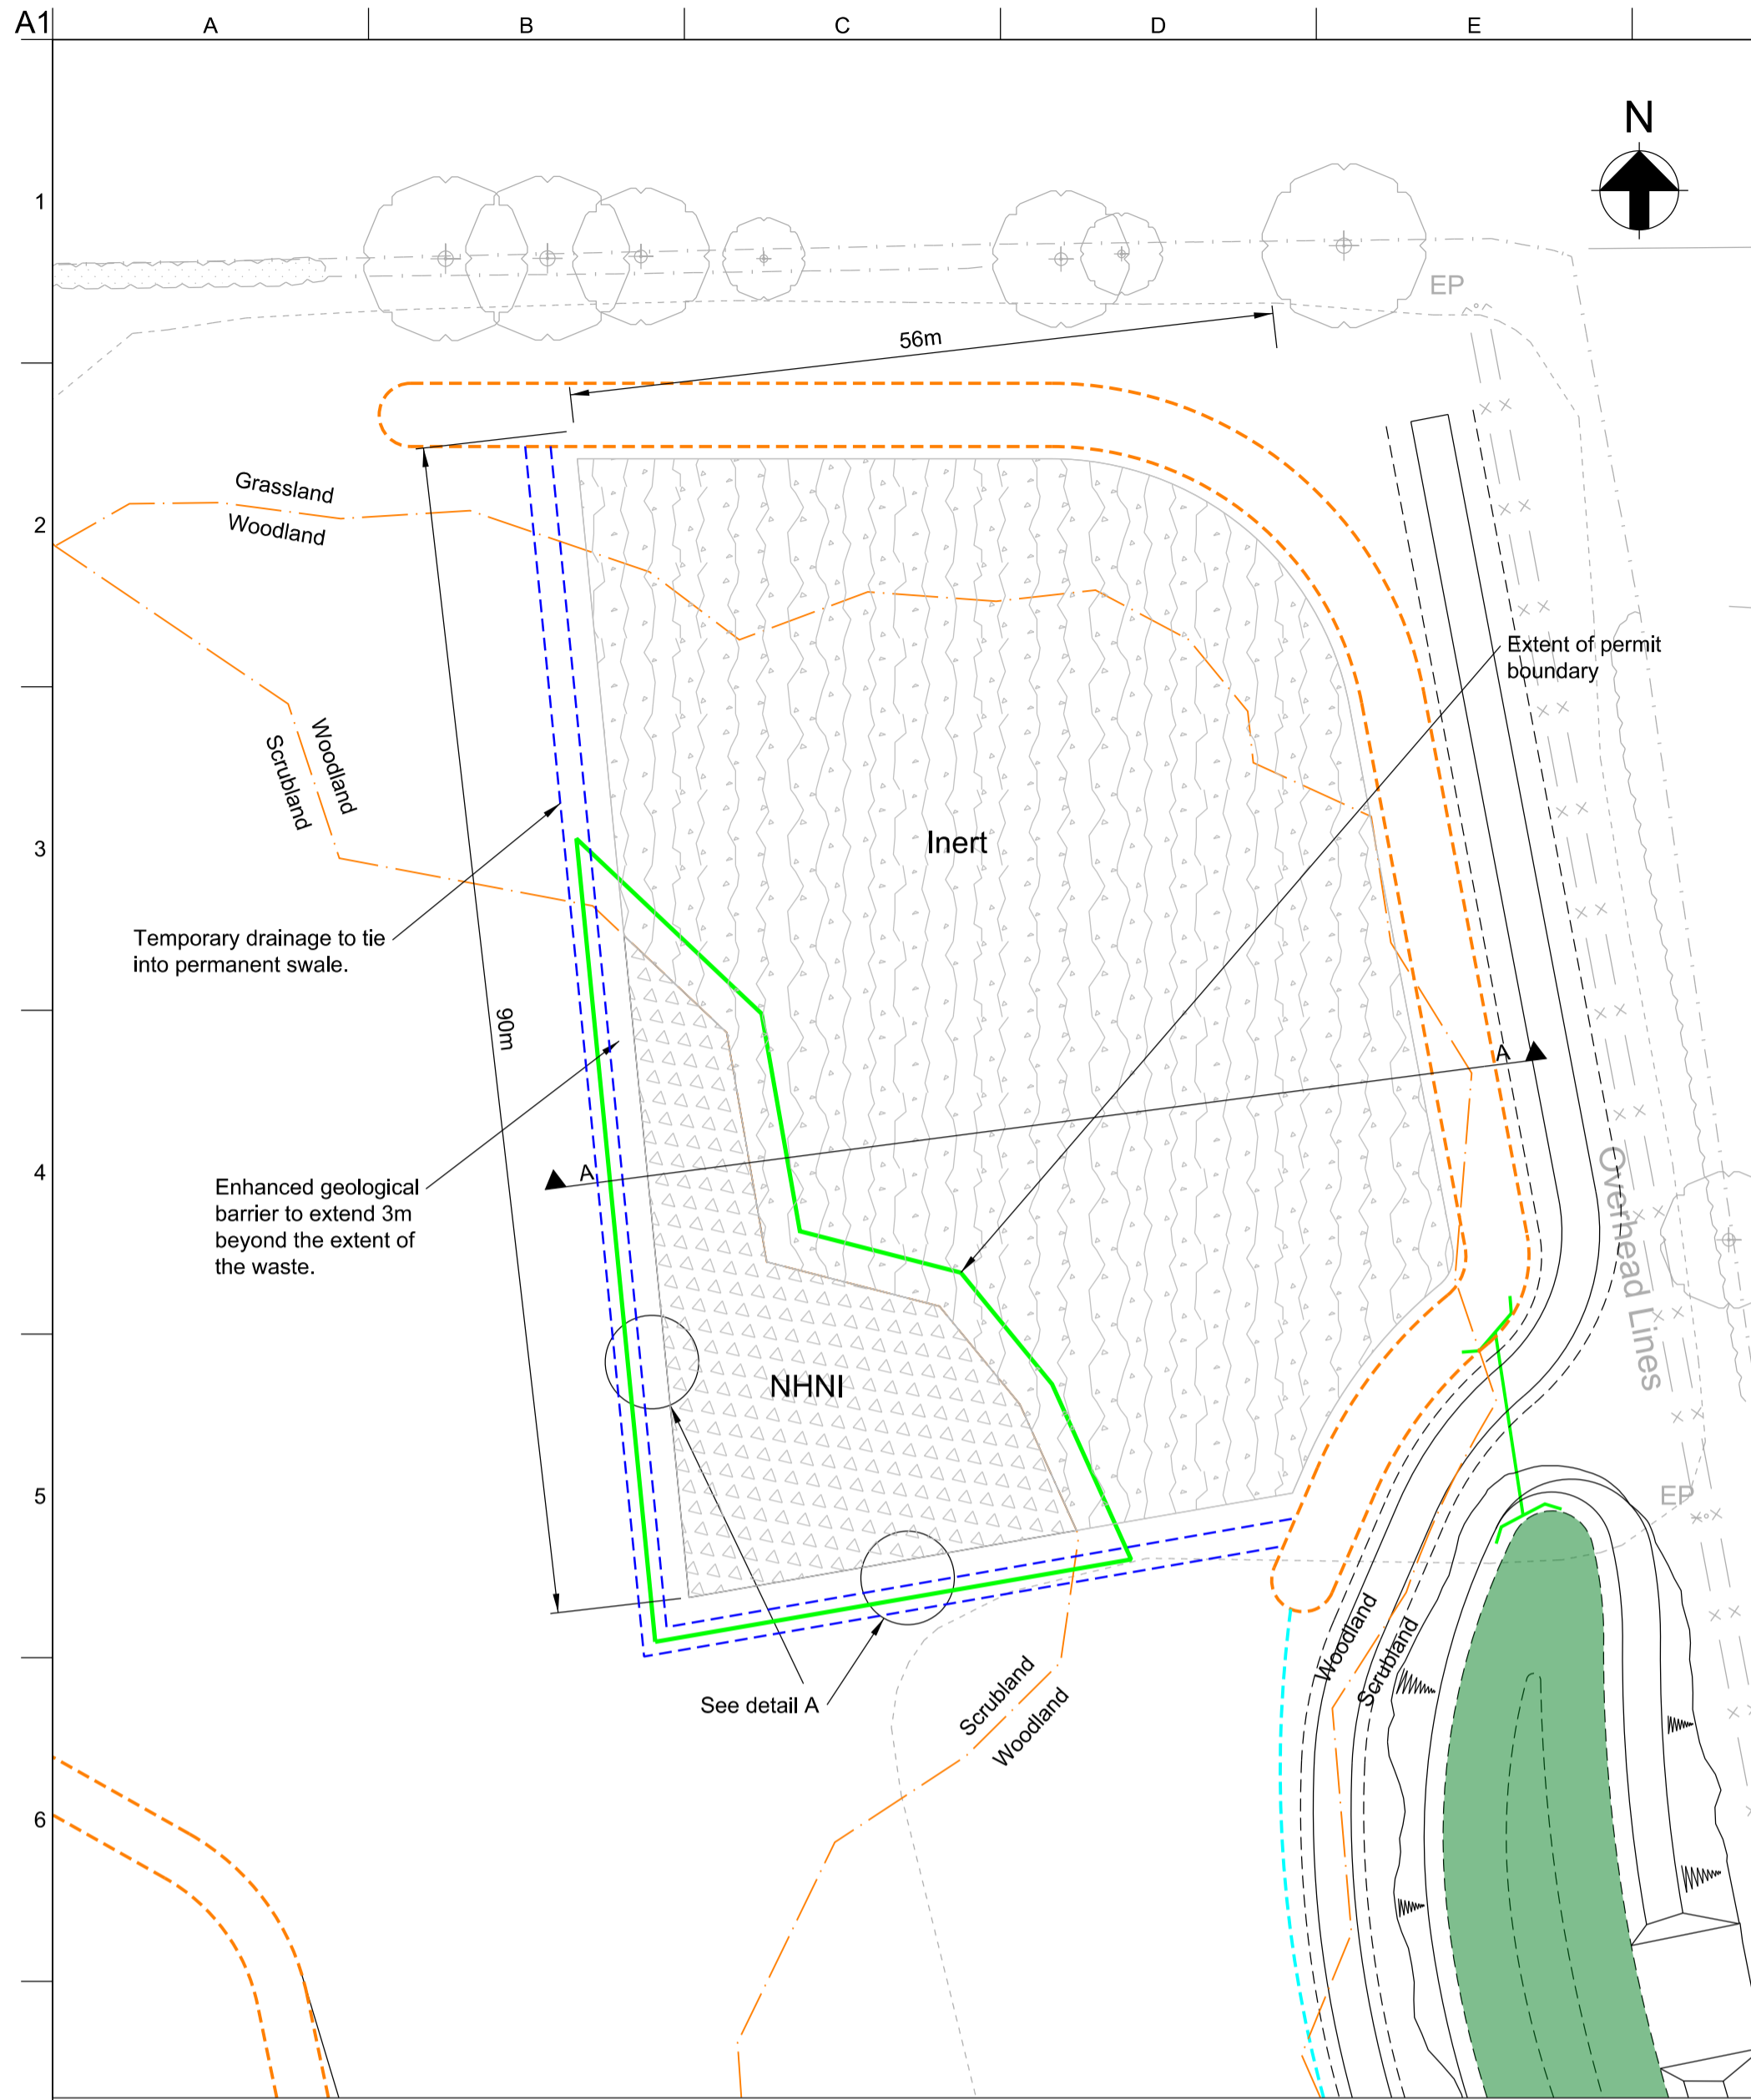 A1
A
B
C
D
E
N
1
EP
56m
Grassland
Woodland
2
Extent of permit
boundary
Woodland
Scrubland
Inert
3
Temporary drainage to tie
into permanent swale.
90m
A
A
4
Enhanced geological
barrier to extend 3m
beyond the extent of
the waste.
Overhead Lines
NHNI
5
EP
Woodland
Scrubland
See detail A
Scrubland
Woodland
6